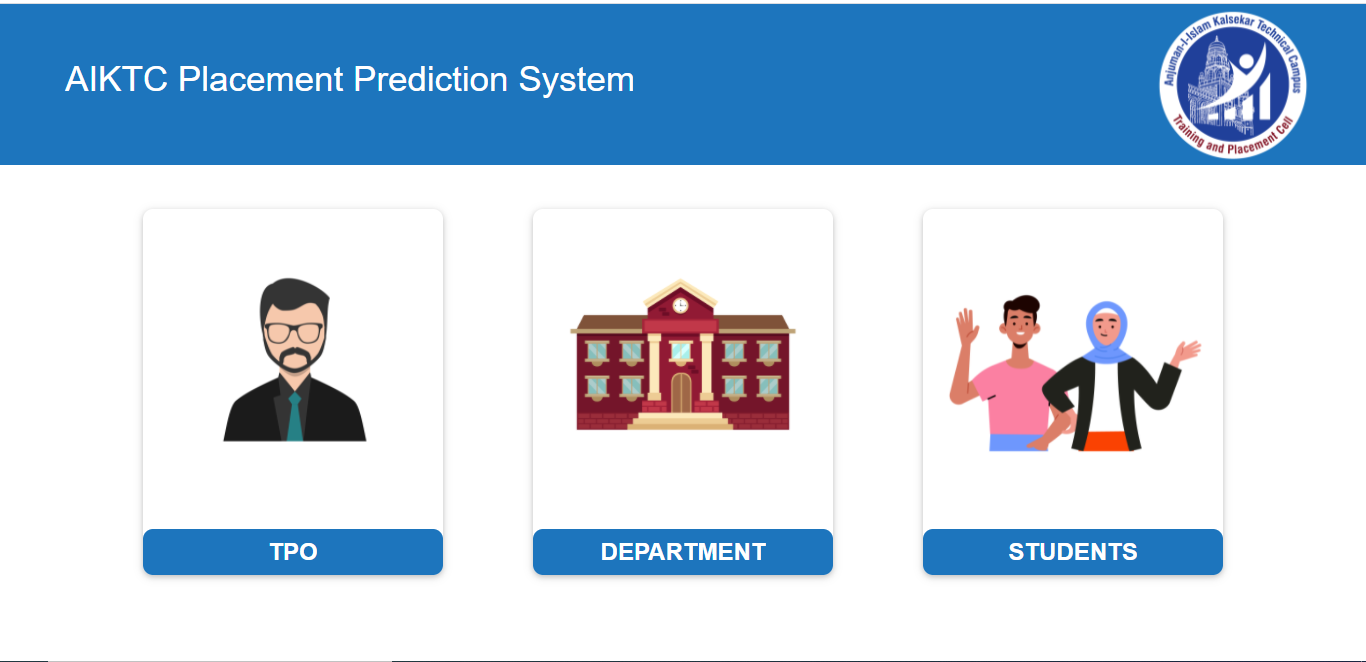 AIKTC Placement Prediction System
Anjuman-I-Islam Kalsekar Technical Campus
Training and Placement Cell
TPO
DEPARTMENT
STUDENTS